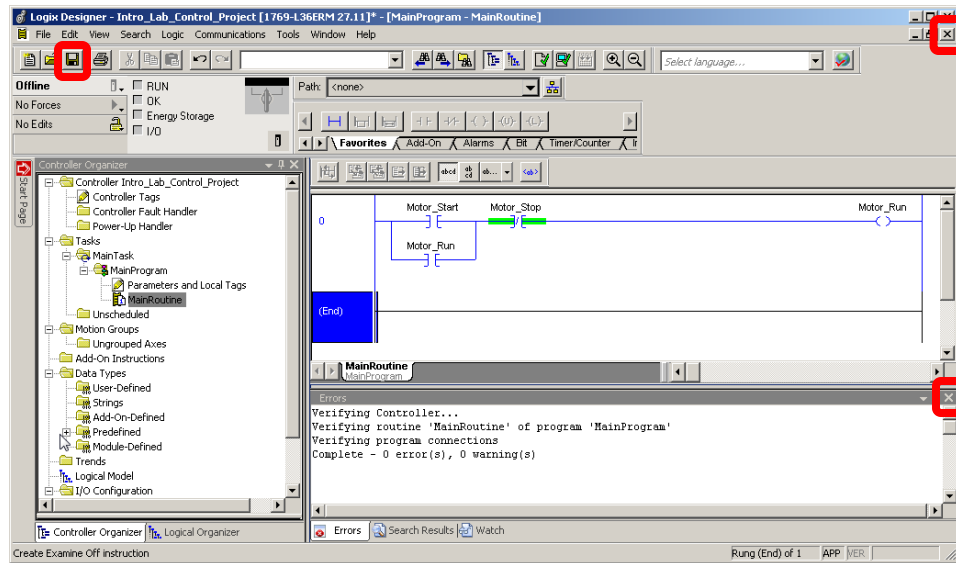 Logix Designer - Intro_Lab_Control_Project [1769-L36ERM 27.11]* - [MainProgram - MainRoutine]
File Edit View Search Logic Communications Tools Window Help
Select language...
Offline
RUN
No Forces
OK
Energy Storage
No Edits
I/O
Path: <none>
Favorites Add-On Alarms Bit Timer/Counter
Start Page
Controller Organizer
Controller Intro_Lab_Control_Project
Controller Tags
Controller Fault Handler
Power-Up Handler
Tasks
MainTask
MainProgram
Parameters and Local Tags
MainRoutine
Unscheduled
Motion Groups
Ungrouped Axes
Add-On Instructions
Data Types
User-Defined
Strings
Add-On-Defined
Predefined
Module-Defined
Trends
Logical Model
I/O Configuration
Controller Organizer Logical Organizer
0
Motor_Start Motor_Stop Motor_Run
Motor_Run
(End)
MainRoutine
MainProgram
Errors
Verifying Controller...
Verifying routine 'MainRoutine' of program 'MainProgram'
Verifying program connections
Complete - 0 error(s), 0 warning(s)
Errors Search Results Watch
Create Examine Off instruction
Rung (End) of 1 APP VER